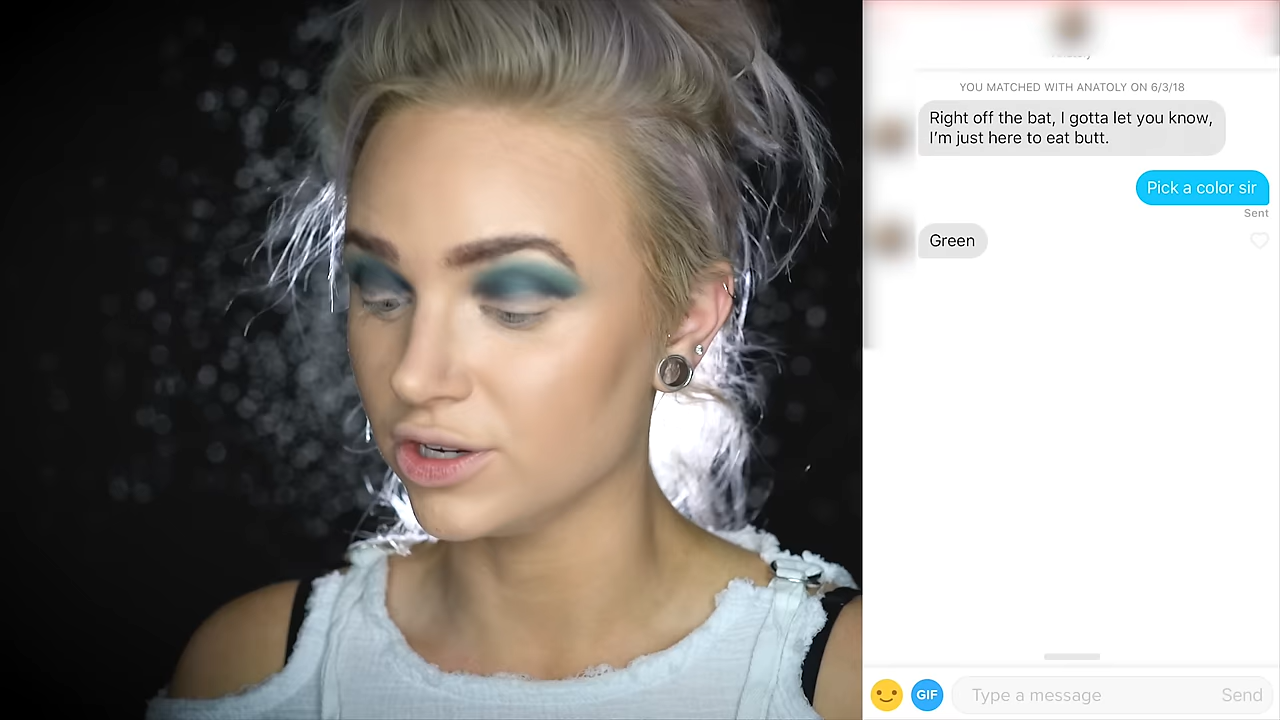 YOU MATCHED WITH ANATOLY ON 6/3/18
Right off the bat, I gotta let you know,
I'm just here to eat butt.
Pick a color sir
Sent
Green
GIF
Type a message
Send